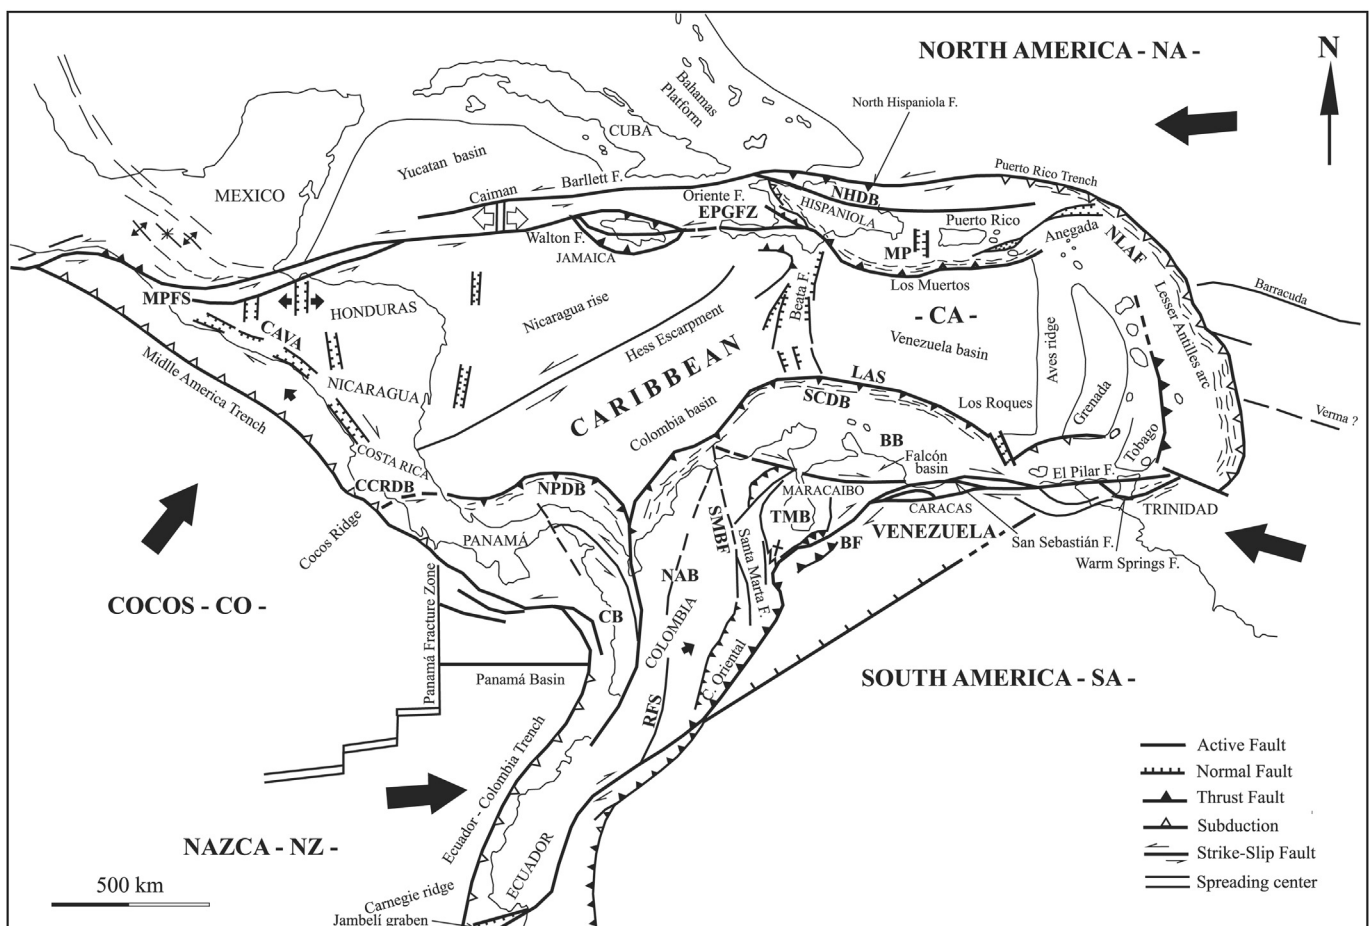 NORTH AMERICA - NA -
N
North Hispaniola F.
Bahamas
Platform
CUBA
Yucatan basin
MEXICO
Caiman
Barllett F.
Oriente F.
EPGFZ
NHDB
HISPANIOLA
Puerto Rico Trench
Puerto Rico
Anegada
NLAF
Walton F.
JAMAICA
MP
Los Muertos
MPFS
HONDURAS
CAVA
Nicaragua rise
Hess Escarpment
Beata F.
- CA -
Venezuela basin
Aves ridge
Lesser Antilles arc
Barracuda
Midlle America Trench
NICARAGUA
CARIBBEAN
Colombia basin
LAS
SCDB
Los Roques
Grenada
Tobago
Verma ?
COSTA RICA
CCRDB
NPDB
BB
Falcón
basin
El Pilar F.
MARACAIBO
CARACAS
TRINIDAD
Cocos Ridge
PANAMÁ
SMBF
Santa Marta F.
TMB
BF
VENEZUELA
San Sebastián F.
Warm Springs F.
COCOS - CO -
Panamá Fracture Zone
CB
NAB
COLOMBIA
C. Oriental
RFS
Panamá Basin
SOUTH AMERICA - SA -
Ecuador - Colombia Trench
NAZCA - NZ -
ECUADOR
Carnegie ridge
Jambelí graben
500 km
Active Fault
Normal Fault
Thrust Fault
Subduction
Strike-Slip Fault
Spreading center